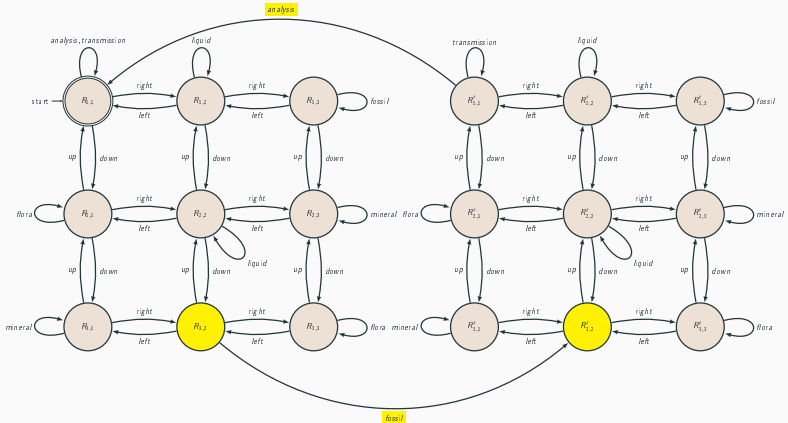 analysis
analysis, transmission
liquid
transmission
liquid
start
R1,1
right
left
R1,2
right
left
R1,3
fossil
R'1,1
right
left
R'1,2
right
left
R'1,3
fossil
up
down
up
down
up
down
up
down
up
down
up
down
flora
R2,1
right
left
R2,2
right
left
R2,3
mineral
flora
R'2,1
right
left
R'2,2
right
left
R'2,3
mineral
liquid
liquid
up
down
up
down
up
down
up
down
up
down
up
down
mineral
R3,1
right
left
R3,2
right
left
R3,3
flora
mineral
R'3,1
right
left
R'3,2
right
left
R'3,3
flora
fossil